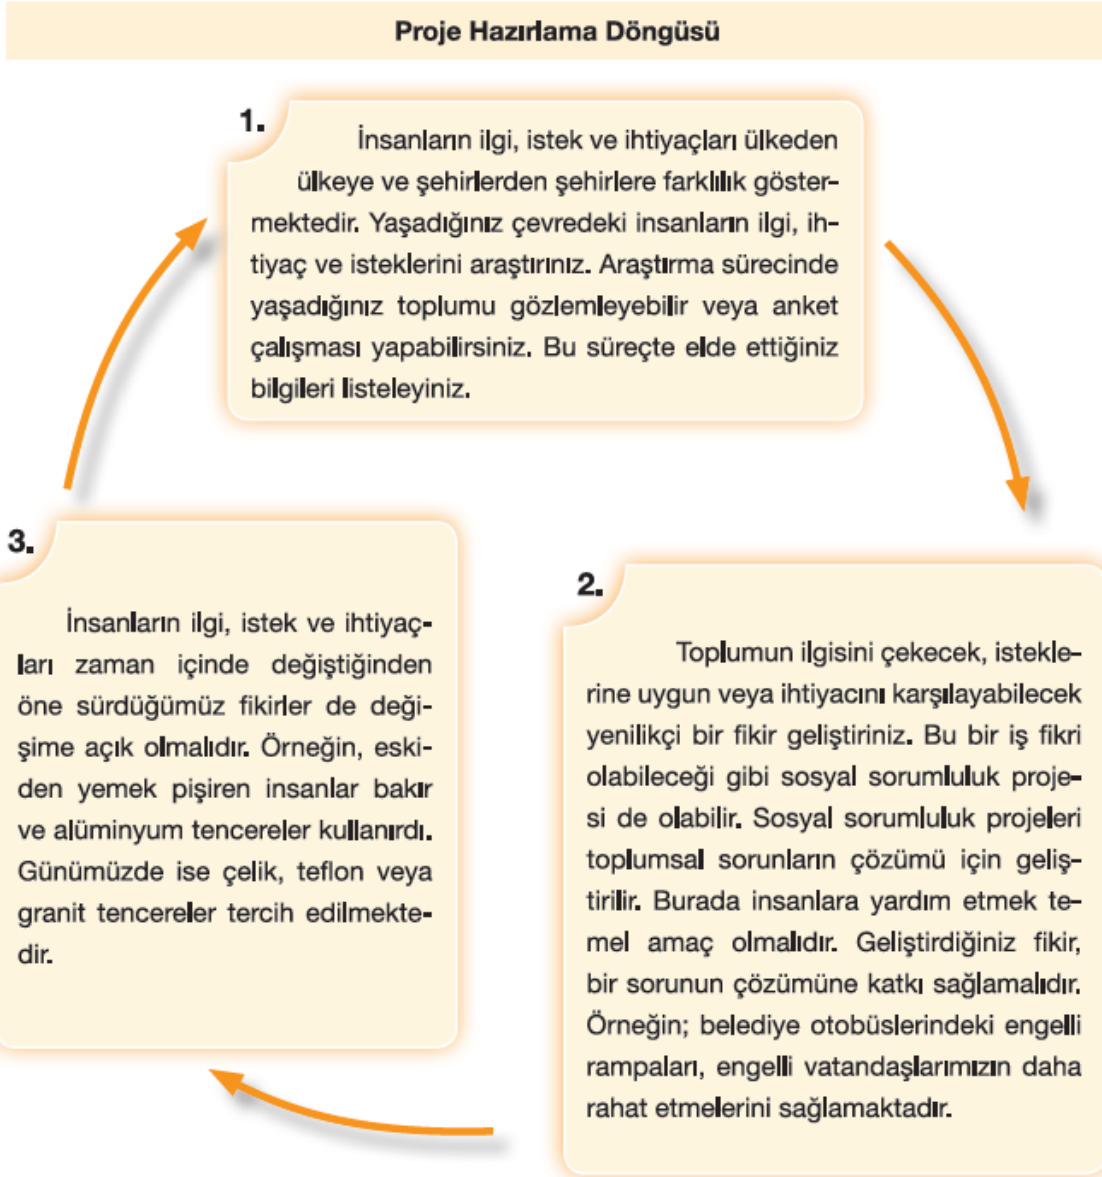 Proje Hazırlama Döngüsü
1.
İnsanların ilgi, istek ve ihtiyaçları ülkeden
ülkeye ve şehirlerden şehirlere farklılık göster-
mektedir. Yaşadığınız çevredeki insanların ilgi, ih-
tiyaç ve isteklerini araştırınız. Araştırma sürecinde
yaşadığınız toplumu gözlemleyebilir veya anket
çalışması yapabilirsiniz. Bu süreçte elde ettiğiniz
bilgileri listeleyiniz.
2.
Toplumun ilgisini çekecek, istekle-
rine uygun veya ihtiyacını karşılayabilecek
yenilikçi bir fikir geliştiriniz. Bu bir iş fikri
olabileceği gibi sosyal sorumluluk proje-
si de olabilir. Sosyal sorumluluk projeleri
toplumsal sorunların çözümü için geliş-
tirilir. Burada insanlara yardım etmek te-
mel amaç olmalıdır. Geliştirdiğiniz fikir,
bir sorunun çözümüne katkı sağlamalıdır.
Örneğin; belediye otobüslerindeki engelli
rampaları, engelli vatandaşlarımızın daha
rahat etmelerini sağlamaktadır.
3.
İnsanların ilgi, istek ve ihtiyaç-
ları zaman içinde değiştiğinden
öne sürdüğümüz fikirler de deği-
şime açık olmalıdır. Örneğin, eski-
den yemek pişiren insanlar bakır
ve alüminyum tencereler kullanırdı.
Günümüzde ise çelik, teflon veya
granit tencereler tercih edilmekte-
dir.